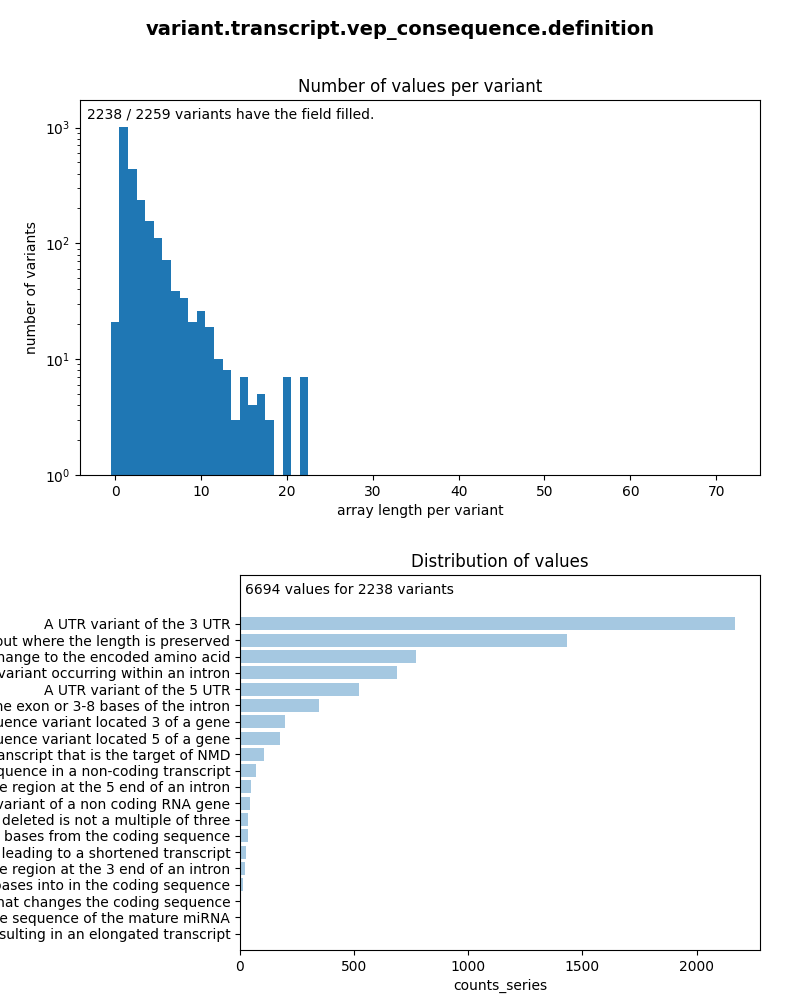 variant.transcript.vep_consequence.definition
Number of values per variant
2238 / 2259 variants have the field filled.
number of variants
10³
10²
10¹
10⁰
0 10 20 30 40 50 60 70
array length per variant
Distribution of values
6694 values for 2238 variants
A UTR variant of the 3 UTR
but where the length is preserved
hange to the encoded amino acid
variant occurring within an intron
A UTR variant of the 5 UTR
he exon or 3-8 bases of the intron
uence variant located 3 of a gene
uence variant located 5 of a gene
anscript that is the target of NMD
quence in a non-coding transcript
e region at the 5 end of an intron
variant of a non coding RNA gene
deleted is not a multiple of three
bases from the coding sequence
leading to a shortened transcript
e region at the 3 end of an intron
bases into in the coding sequence
hat changes the coding sequence
e sequence of the mature miRNA
sulting in an elongated transcript
0 500 1000 1500 2000
counts_series